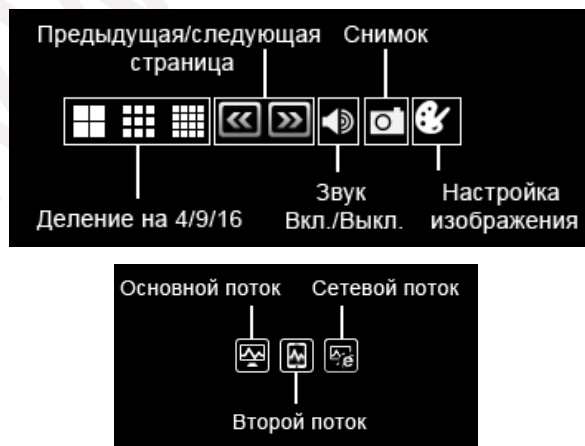 Предыдущая/следующая Снимок
страница
Звук Настройка
Деление на 4/9/16 Вкл./Выкл. изображения
Основной поток Сетевой поток
Второй поток